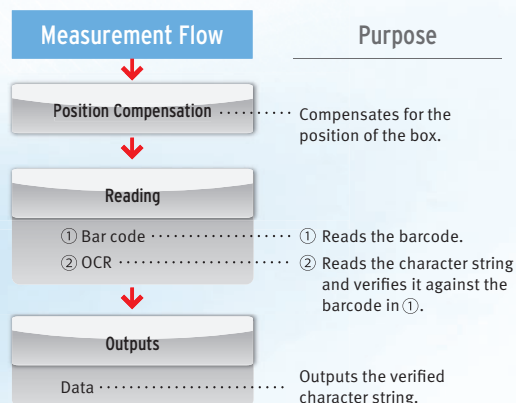 Measurement Flow
Purpose
Position Compensation
Compensates for the
position of the box.
Reading
① Bar code
① Reads the barcode.
② OCR
② Reads the character string
and verifies it against the
barcode in ①.
Outputs
Data
Outputs the verified
character string.